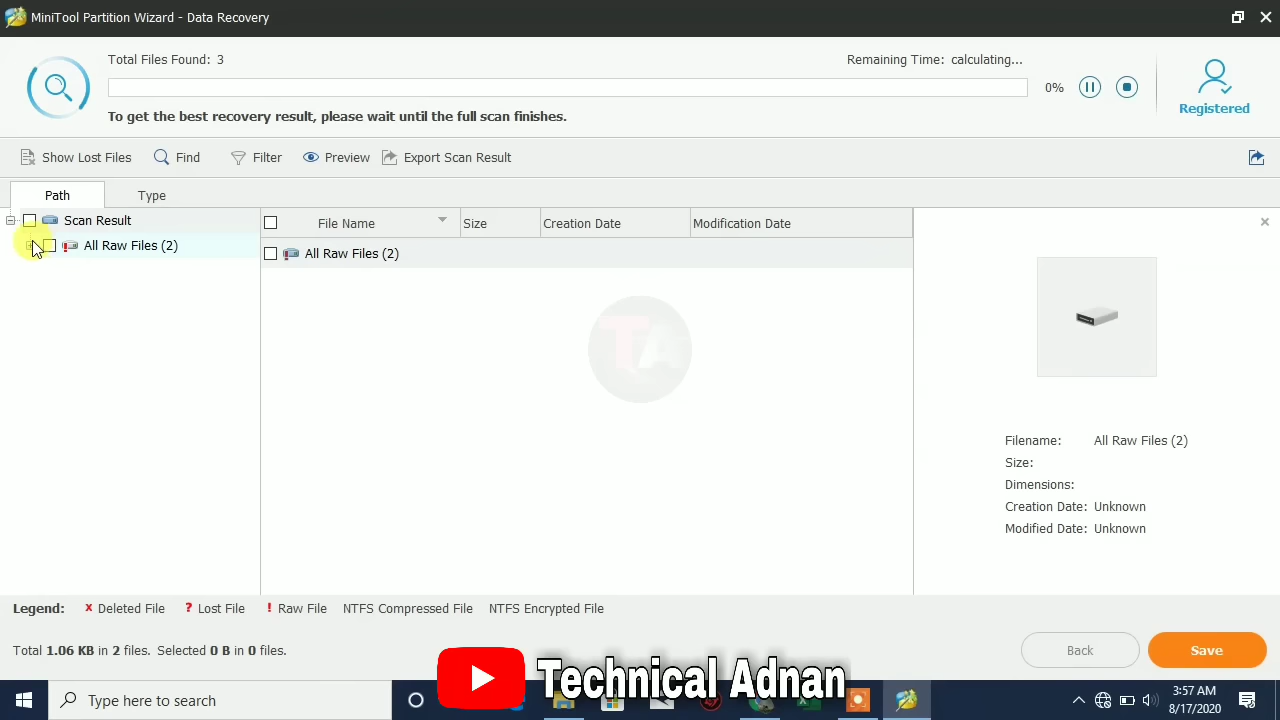 MiniTool Partition Wizard - Data Recovery
Total Files Found: 3
Remaining Time: calculating...
0%
To get the best recovery result, please wait until the full scan finishes.
Registered
Show Lost Files
Find
Filter
Preview
Export Scan Result
Path
Type
Scan Result
All Raw Files (2)
File Name
Size
Creation Date
Modification Date
All Raw Files (2)
TA
Filename: All Raw Files (2)
Size:
Dimensions:
Creation Date: Unknown
Modified Date: Unknown
Legend: x Deleted File ? Lost File ! Raw File NTFS Compressed File NTFS Encrypted File
Total 1.06 KB in 2 files. Selected 0 B in 0 files.
Back
Save
Technical Adnan
Type here to search
3:57 AM
8/17/2020